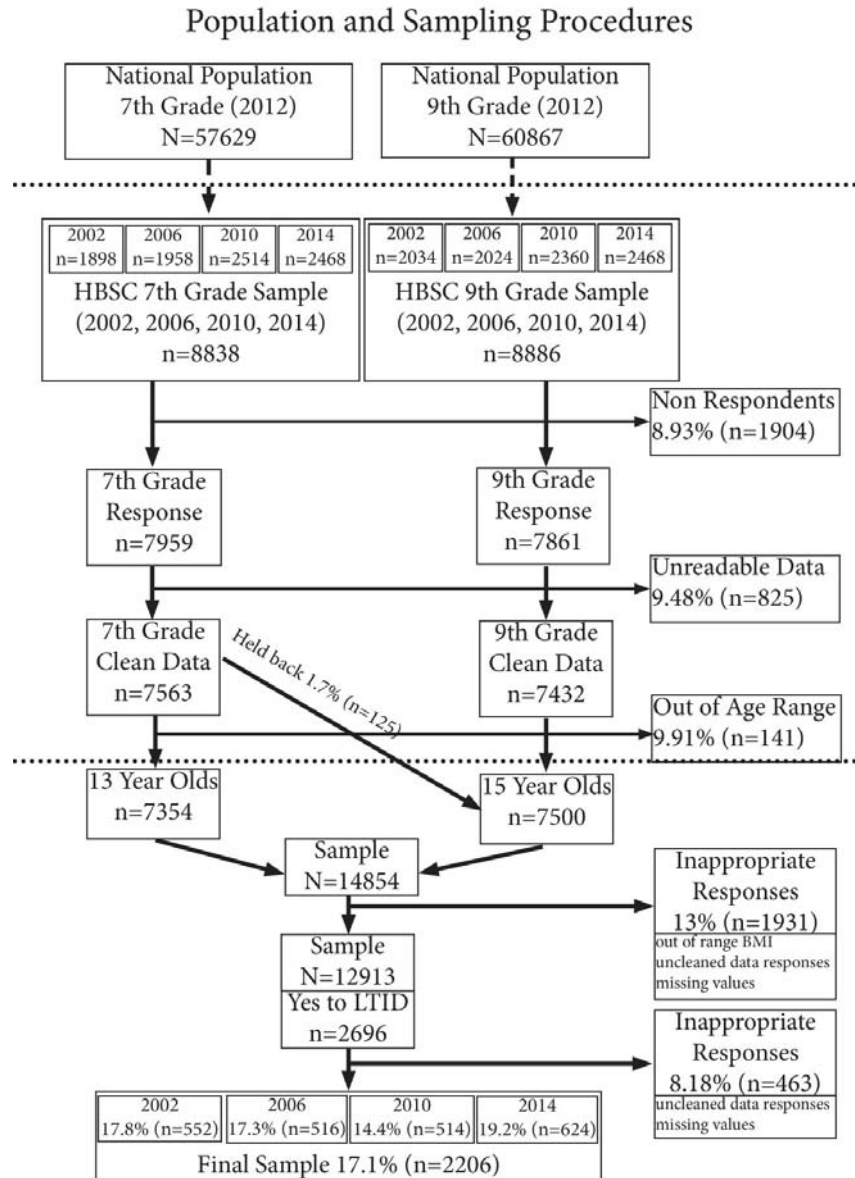 Population and Sampling Procedures
National Population
7th Grade (2012)
N=57629
National Population
9th Grade (2012)
N=60867
2002
n=1898
2006
n=1958
2010
n=2514
2014
n=2468
HBSC 7th Grade Sample
(2002, 2006, 2010, 2014)
n=8838
2002
n=2034
2006
n=2024
2010
n=2360
2014
n=2468
HBSC 9th Grade Sample
(2002, 2006, 2010, 2014)
n=8886
Non Respondents
8.93% (n=1904)
7th Grade
Response
n=7959
9th Grade
Response
n=7861
Unreadable Data
9.48% (n=825)
7th Grade
Clean Data
n=7563
Held back 1.7% (n=125)
9th Grade
Clean Data
n=7432
Out of Age Range
9.91% (n=141)
13 Year Olds
n=7354
15 Year Olds
n=7500
Sample
N=14854
Inappropriate
Responses
13% (n=1931)
out of range BMI
uncleaned data responses
missing values
Sample
N=12913
Yes to LTID
n=2696
Inappropriate
Responses
8.18% (n=463)
uncleaned data responses
missing values
2002
17.8% (n=552)
2006
17.3% (n=516)
2010
14.4% (n=514)
2014
19.2% (n=624)
Final Sample 17.1% (n=2206)